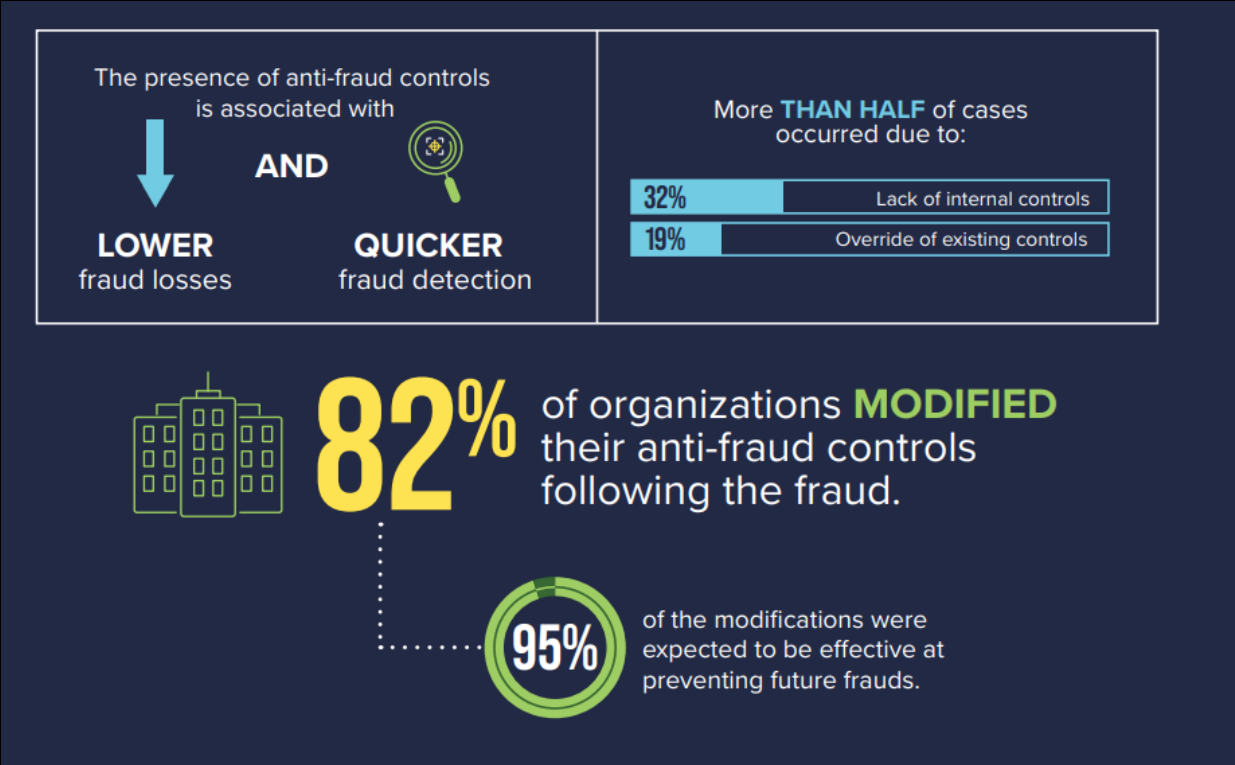 The presence of anti-fraud controls
is associated with
AND
LOWER
fraud losses
QUICKER
fraud detection
More THAN HALF of cases
occurred due to:
32% Lack of internal controls
19% Override of existing controls
82%
of organizations MODIFIED
their anti-fraud controls
following the fraud.
95%
of the modifications were
expected to be effective at
preventing future frauds.